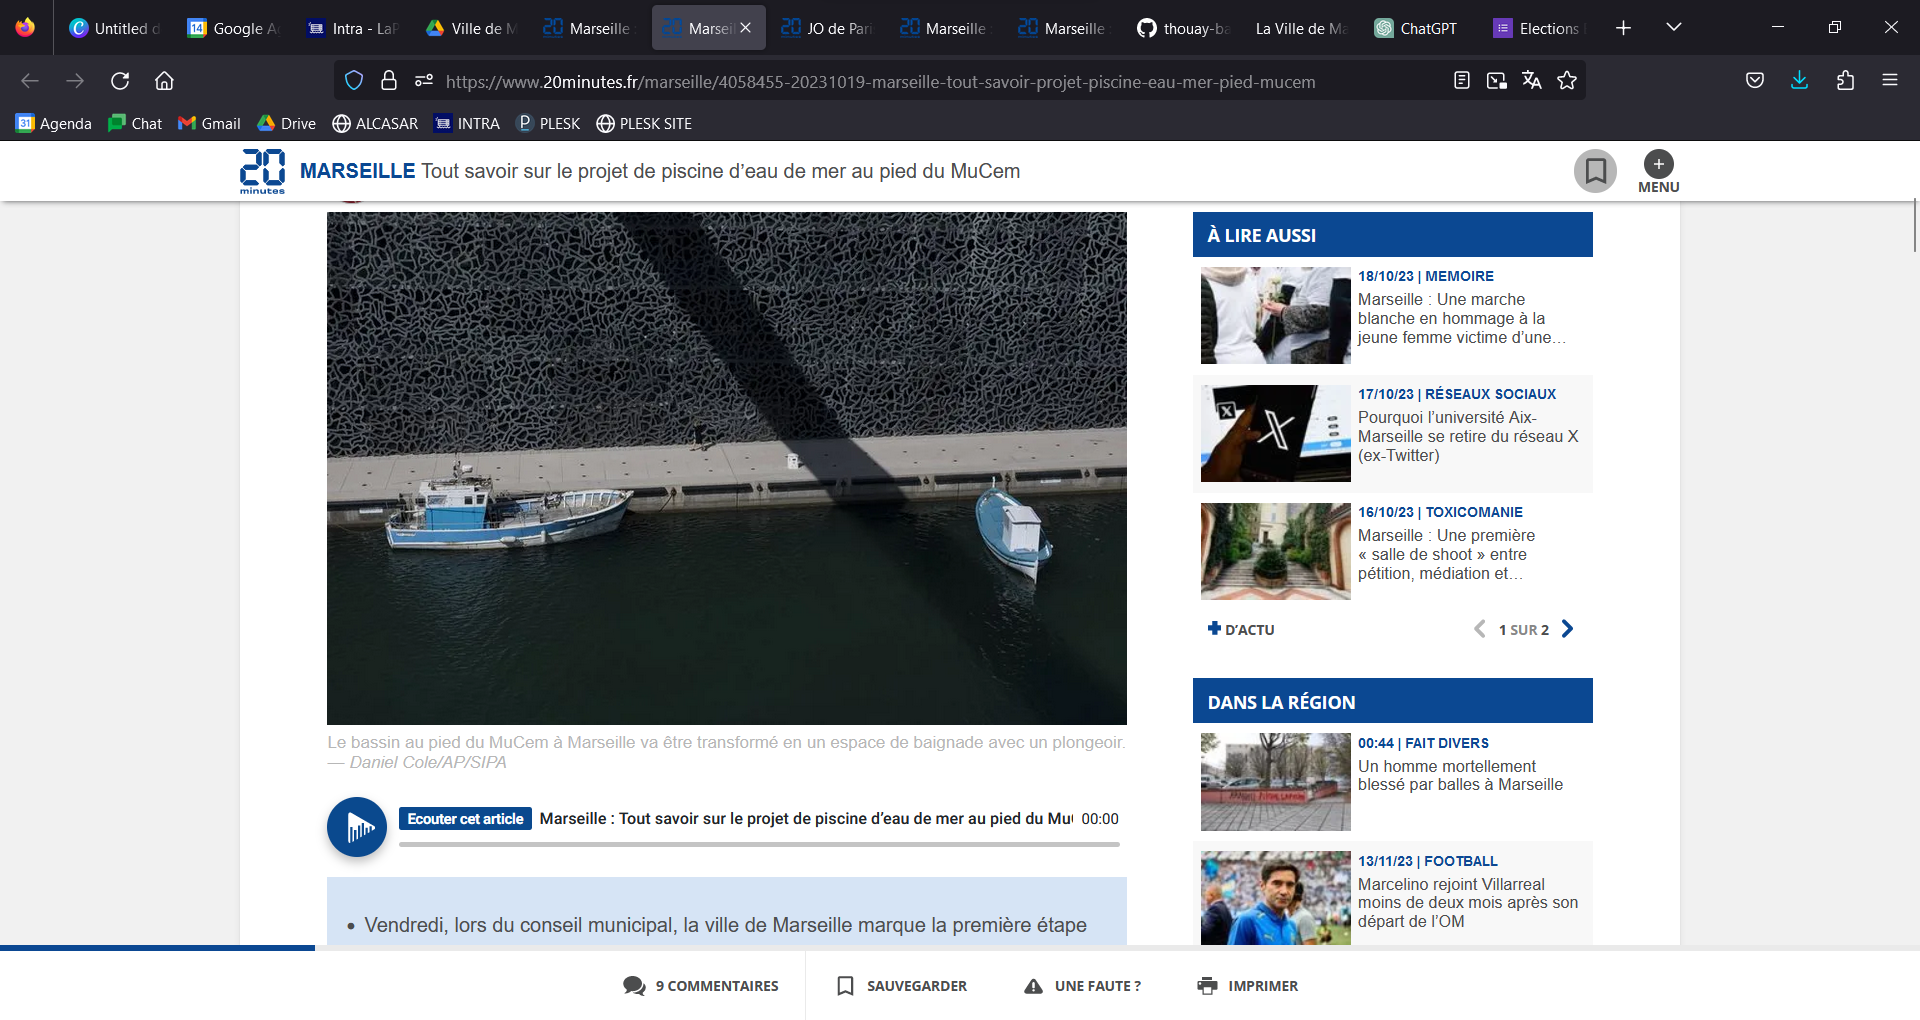 Untitled d
Google A
Intra - LaP
Ville de M
Marseille :
Marseil
JO de Pari
Marseille :
Marseille :
thouay-ba
La Ville de Ma
ChatGPT
Elections
https://www.20minutes.fr/marseille/4058455-20231019-marseille-tout-savoir-projet-piscine-eau-mer-pied-mucem
Agenda
Chat
Gmail
Drive
ALCASAR
INTRA
PLESK
PLESK SITE
20 minutes
MARSEILLE Tout savoir sur le projet de piscine d’eau de mer au pied du MuCem
MENU
Le bassin au pied du MuCem à Marseille va être transformé en un espace de baignade avec un plongeoir.
— Daniel Cole/AP/SIPA
Ecouter cet article
Marseille : Tout savoir sur le projet de piscine d’eau de mer au pied du Mu
00:00
• Vendredi, lors du conseil municipal, la ville de Marseille marque la première étape
À LIRE AUSSI
18/10/23 | MEMOIRE
Marseille : Une marche
blanche en hommage à la
jeune femme victime d’une…
17/10/23 | RÉSEAUX SOCIAUX
Pourquoi l’université Aix-
Marseille se retire du réseau X
(ex-Twitter)
16/10/23 | TOXICOMANIE
Marseille : Une première
« salle de shoot » entre
pétition, médiation et…
+ D’ACTU
1 SUR 2
DANS LA RÉGION
00:44 | FAIT DIVERS
Un homme mortellement
blessé par balles à Marseille
13/11/23 | FOOTBALL
Marcelino rejoint Villarreal
moins de deux mois après son
départ de l’OM
9 COMMENTAIRES
SAUVEGARDER
UNE FAUTE ?
IMPRIMER